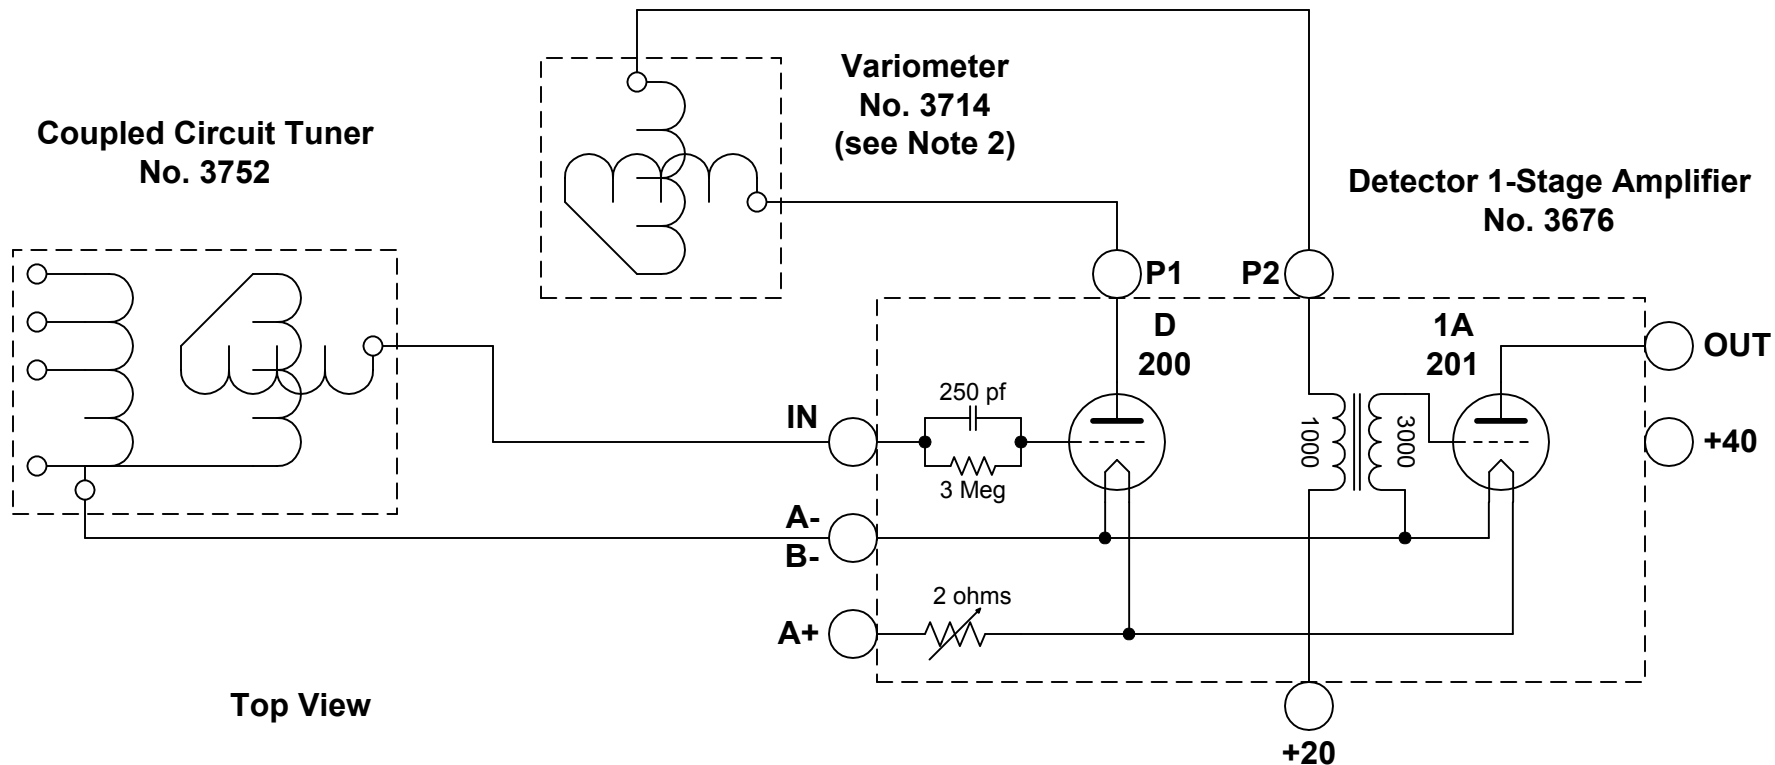 Variometer
No. 3714
(see Note 2)
Coupled Circuit Tuner
No. 3752
Detector 1-Stage Amplifier
No. 3676
P1
P2
D
200
1A
201
OUT
250 pf
IN
+40
1000
3000
3 Meg
A-
B-
2 ohms
A+
Top View
+20